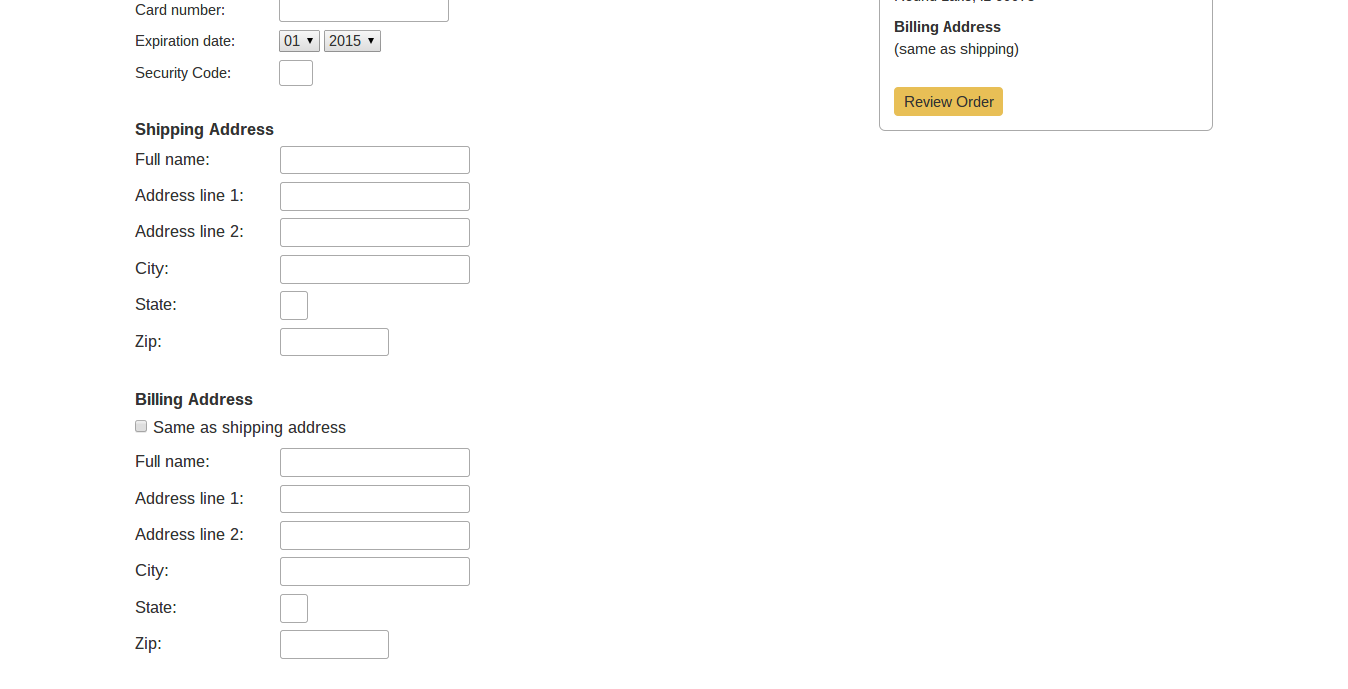 Card number:
Expiration date: 01 2015
Security Code:
Shipping Address
Full name:
Address line 1:
Address line 2:
City:
State:
Zip:
Billing Address
Same as shipping address
Full name:
Address line 1:
Address line 2:
City:
State:
Zip:
Billing Address
(same as shipping)
Review Order